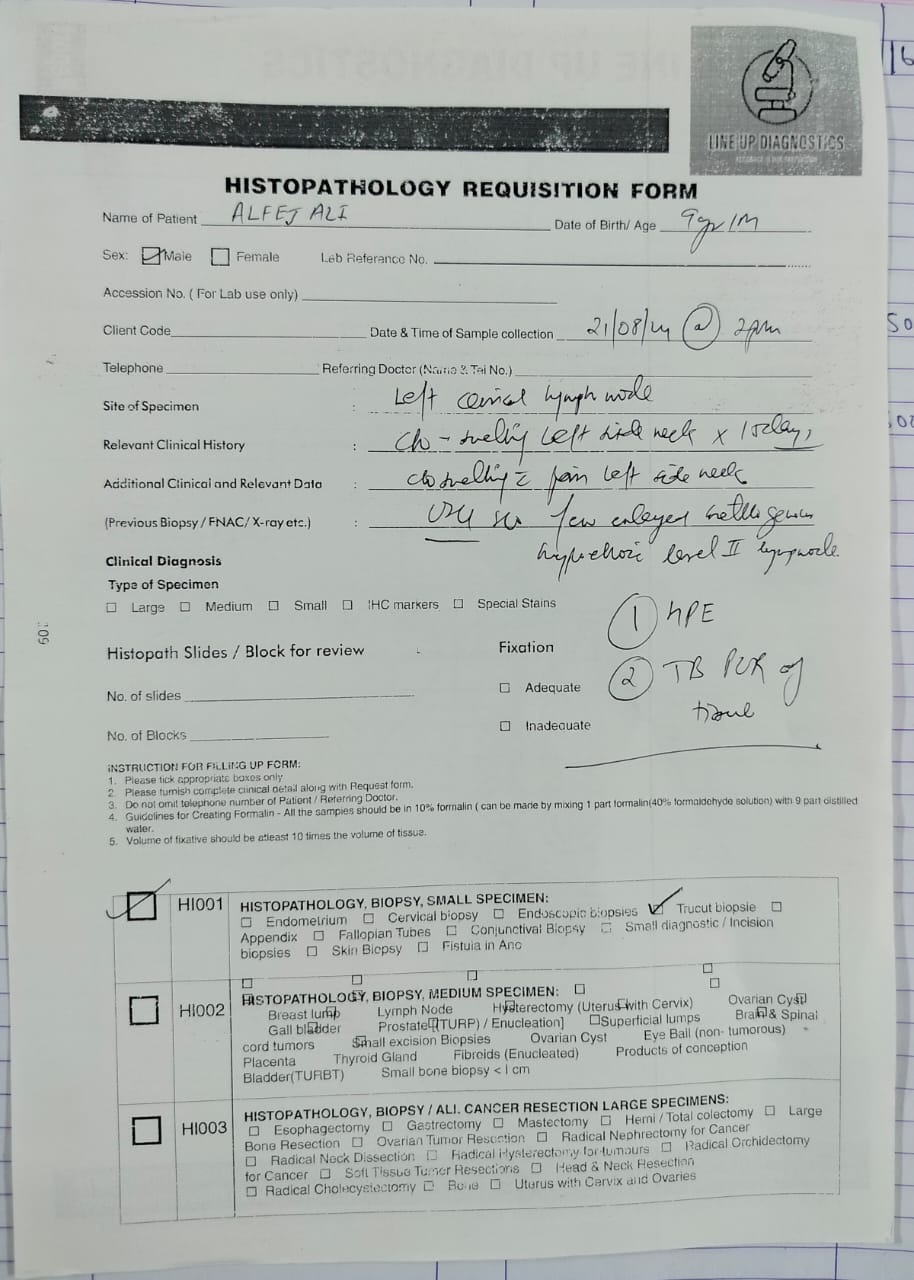 LINE UP DIAGNOSTICS
HISTOPATHOLOGY REQUISITION FORM
Name of Patient ALFEJ ALI Date of Birth/ Age 9yr/M
Sex: Male Female Lab Reference No.
Accession No. ( For Lab use only)
Client Code Date & Time of Sample collection 21/08/24 @ 2pm
Telephone Referring Doctor (Name & Tel No.)
Site of Specimen : Left cervical lymph node
Relevant Clinical History : c/o - swelling Left side neck x 15days
Additional Clinical and Relevant Data : c/o swelling c pain left side neck
(Previous Biopsy / FNAC/ X-ray etc.) : USG s/o few enlarged heterogenous
hypoechoic level II lymphnode.
Clinical Diagnosis
Type of Specimen
Large Medium Small IHC markers Special Stains
1 HPE
Histopath Slides / Block for review Fixation
2 TB PCR of
tissue
No. of slides Adequate
No. of Blocks Inadequate
109
INSTRUCTION FOR FILLING UP FORM:
1. Please tick appropriate boxes only
2. Please furnish complete clinical detail along with Request form.
3. Do not omit telephone number of Patient / Referring Doctor.
4. Guidelines for Creating Formalin - All the samples should be in 10% formalin ( can be made by mixing 1 part formalin(40% formaldehyde solution) with 9 part distilled
water.
5. Volume of fixative should be atleast 10 times the volume of tissue.
HI001 HISTOPATHOLOGY, BIOPSY, SMALL SPECIMEN:
Endometrium Cervical biopsy Endoscopic biopsies Trucut biopsie
Appendix Fallopian Tubes Conjunctival Biopsy Small diagnostic / Incision
biopsies Skin Biopsy Fistula in Ano
HI002 HISTOPATHOLOGY, BIOPSY, MEDIUM SPECIMEN:
Breast lump Lymph Node Hysterectomy (Uterus with Cervix) Ovarian Cyst
Gall bladder Prostate (TURP) / Enucleation] Superficial lumps Brain & Spinal
cord tumors Small excision Biopsies Ovarian Cyst Eye Ball (non- tumorous)
Placenta Thyroid Gland Fibroids (Enucleated) Products of conception
Bladder(TURBT) Small bone biopsy < 1 cm
HI003 HISTOPATHOLOGY, BIOPSY / ALL CANCER RESECTION LARGE SPECIMENS:
Esophagectomy Gastrectomy Mastectomy Hemi / Total colectomy Large
Bone Resection Ovarian Tumor Resection Radical Nephrectomy for Cancer
Radical Neck Dissection Radical Hysterectomy for tumours Radical Orchidectomy
for Cancer Soft Tissue Tumor Resections Head & Neck Resection
Radical Cholecystectomy Bone Uterus with Cervix and Ovaries